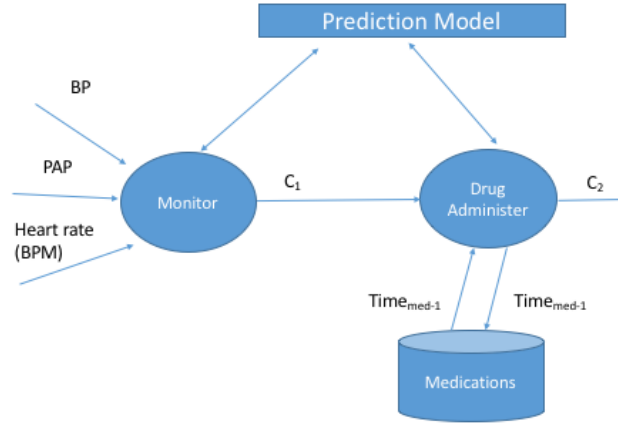 Prediction Model
BP
PAP
Heart rate
(BPM)
Monitor
C₁
Drug
Administer
C₂
Timemed-1
Timemed-1
Medications